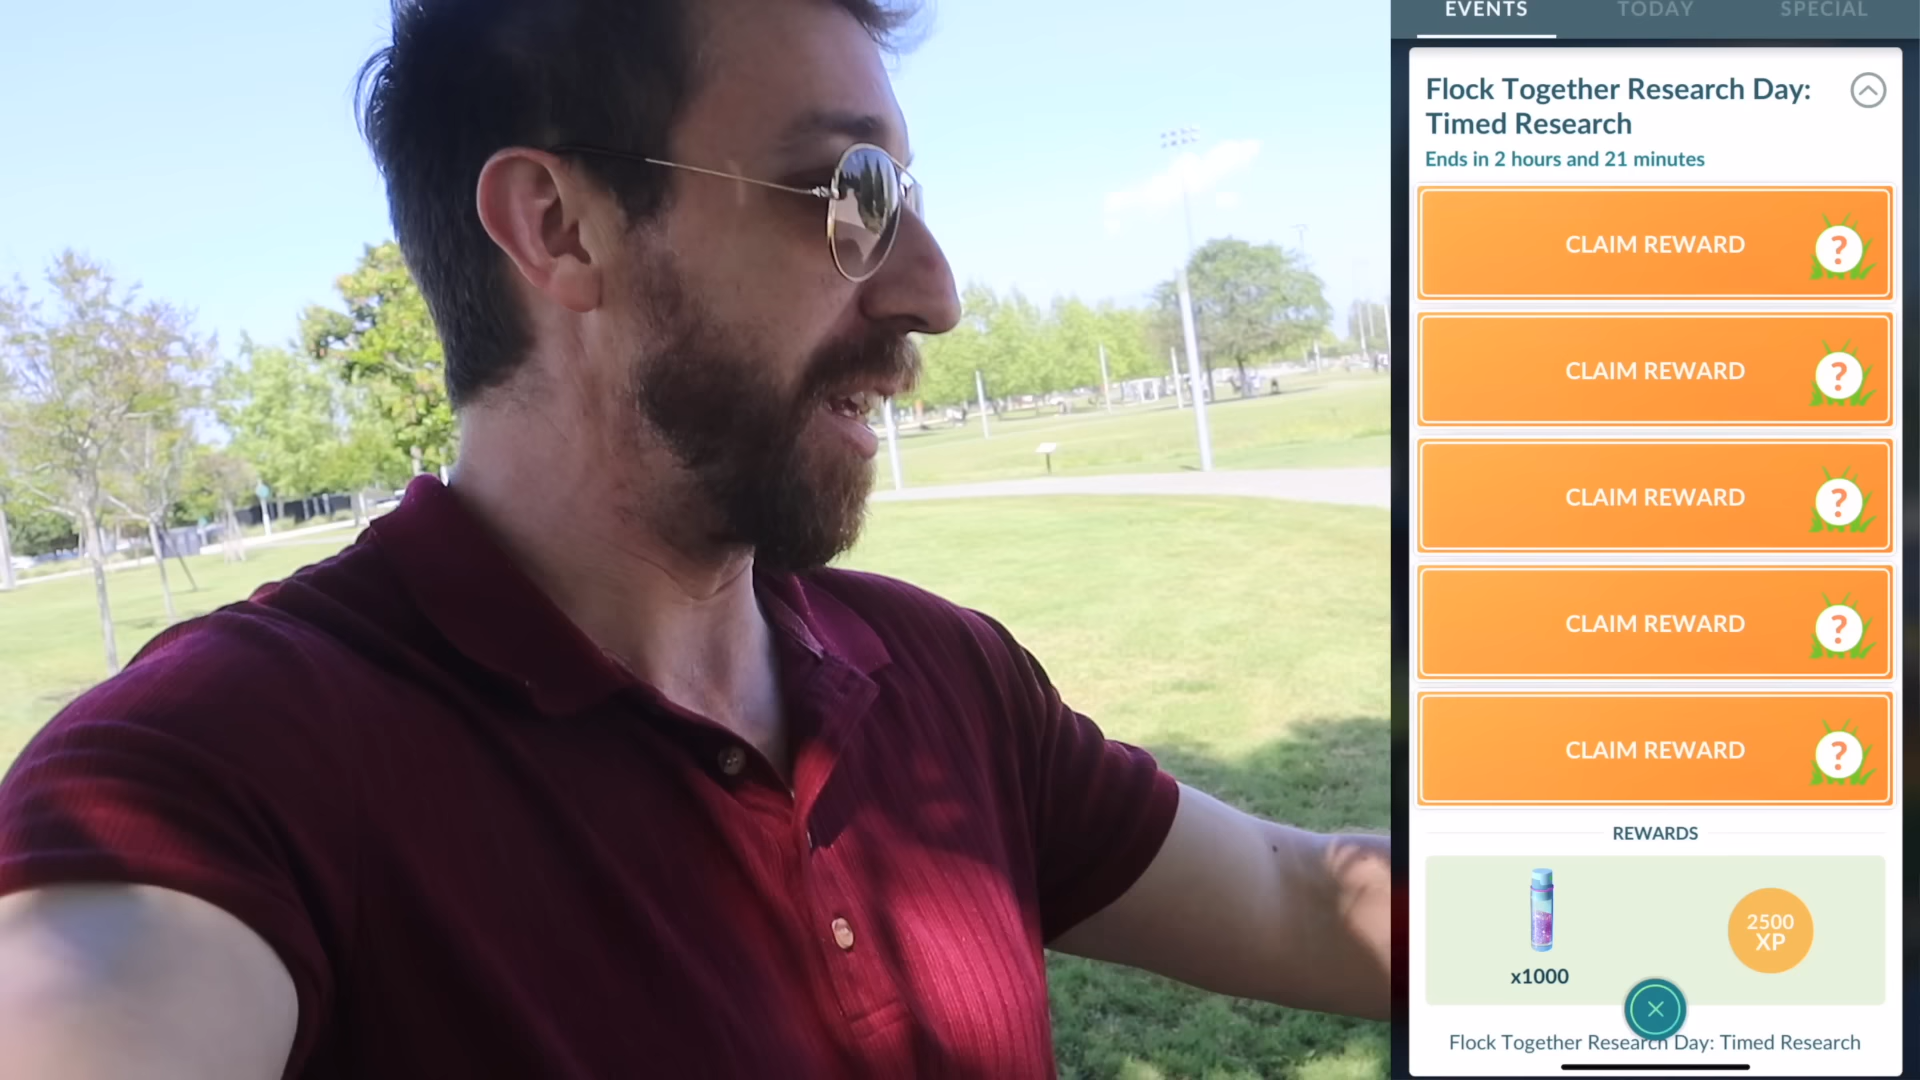 EVENTS TODAY SPECIAL
Flock Together Research Day:
Timed Research
Ends in 2 hours and 21 minutes
CLAIM REWARD ?
CLAIM REWARD ?
CLAIM REWARD ?
CLAIM REWARD ?
CLAIM REWARD ?
REWARDS
2500
XP
x1000
Flock Together Research Day: Timed Research